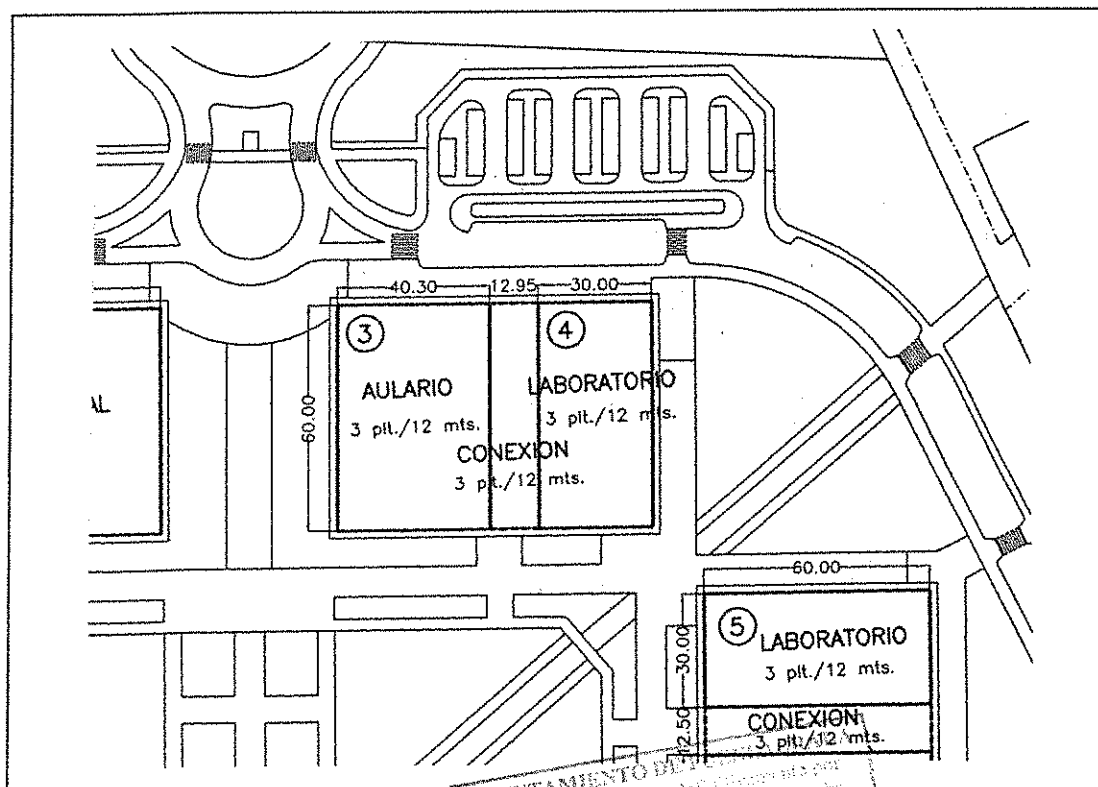 40.30 12.95 30.00
3
4
AULARIO
LABORATORIO
3 plt./12 mts.
3 plt./12 mts.
60.00
AL
CONEXION
3 plt./12 mts.
60.00
5
LABORATORIO
30.00
3 plt./12 mts.
CONEXION
12.50
3 plt./12 mts.
TAMIENTO DE